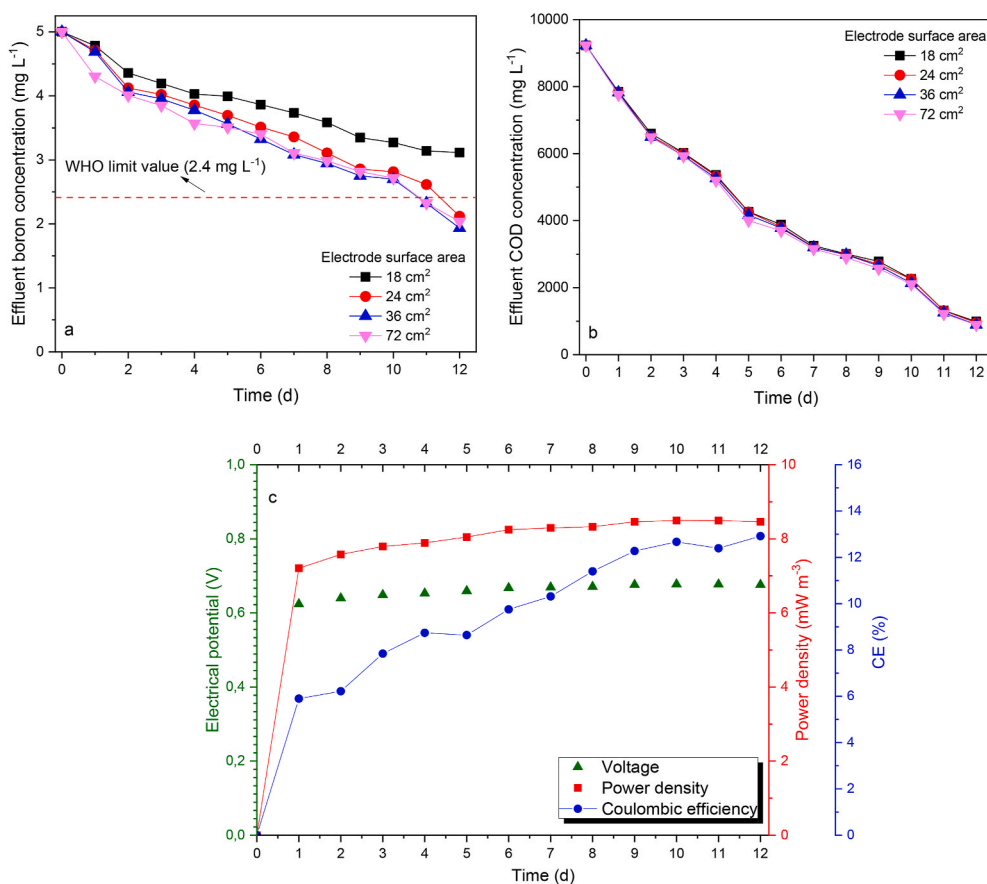 Effluent boron concentration (mg L⁻¹)
5
4
3
2
1
0
WHO limit value (2.4 mg L⁻¹)
Electrode surface area
18 cm²
24 cm²
36 cm²
72 cm²
a
0 1 2 3 4 5 6 7 8 9 10 11 12
0 2 4 6 8 10 12
Time (d)
Effluent COD concentration (mg L⁻¹)
10000
8000
6000
4000
2000
0
Electrode surface area
18 cm²
24 cm²
36 cm²
72 cm²
b
0 1 2 3 4 5 6 7 8 9 10 11 12
Time (d)
0 1 2 3 4 5 6 7 8 9 10 11 12
c
Electrical potential (V)
1,0
0,8
0,6
0,4
0,2
0,0
Power density (mW m⁻³)
10
8
6
4
2
0
CE (%)
16
14
12
10
8
6
4
2
0
Voltage
Power density
Coulombic efficiency
0 1 2 3 4 5 6 7 8 9 10 11 12
Time (d)